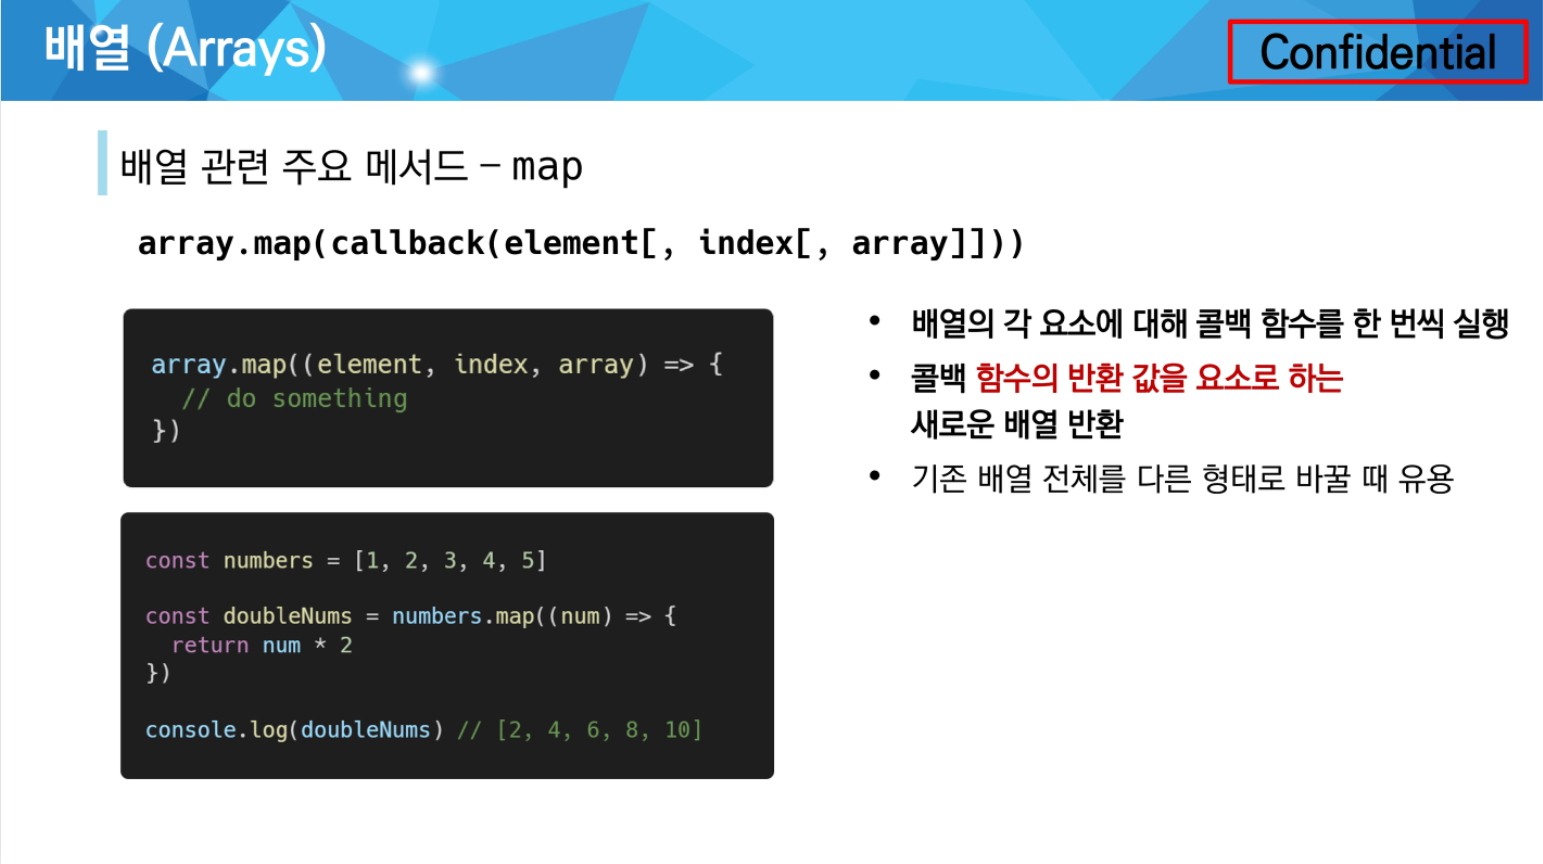 배열 (Arrays)
Confidential
배열 관련 주요 메서드 – map
array.map(callback(element[, index[, array]]))
array.map((element, index, array) => {
  // do something
})
const numbers = [1, 2, 3, 4, 5]
const doubleNums = numbers.map((num) => {
  return num * 2
})
console.log(doubleNums) // [2, 4, 6, 8, 10]
• 배열의 각 요소에 대해 콜백 함수를 한 번씩 실행
• 콜백 함수의 반환 값을 요소로 하는
새로운 배열 반환
• 기존 배열 전체를 다른 형태로 바꿀 때 유용